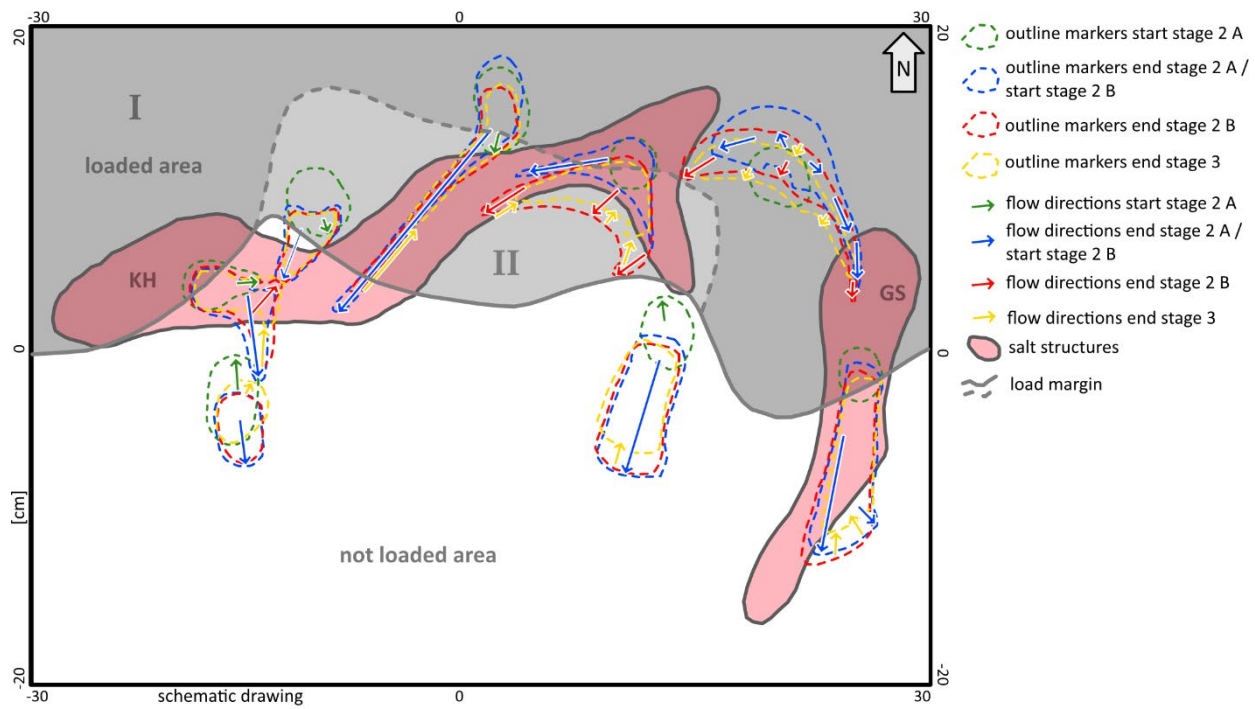 0
30
20
20
N
I
loaded area
KH
II
GS
0
0
[cm]
not loaded area
-20
-20
-30
schematic drawing
0
30
outline markers start stage 2 A
outline markers end stage 2 A /
start stage 2 B
outline markers end stage 2 B
outline markers end stage 3
flow directions start stage 2 A
flow directions end stage 2 A /
start stage 2 B
flow directions end stage 2 B
flow directions end stage 3
salt structures
load margin
-30